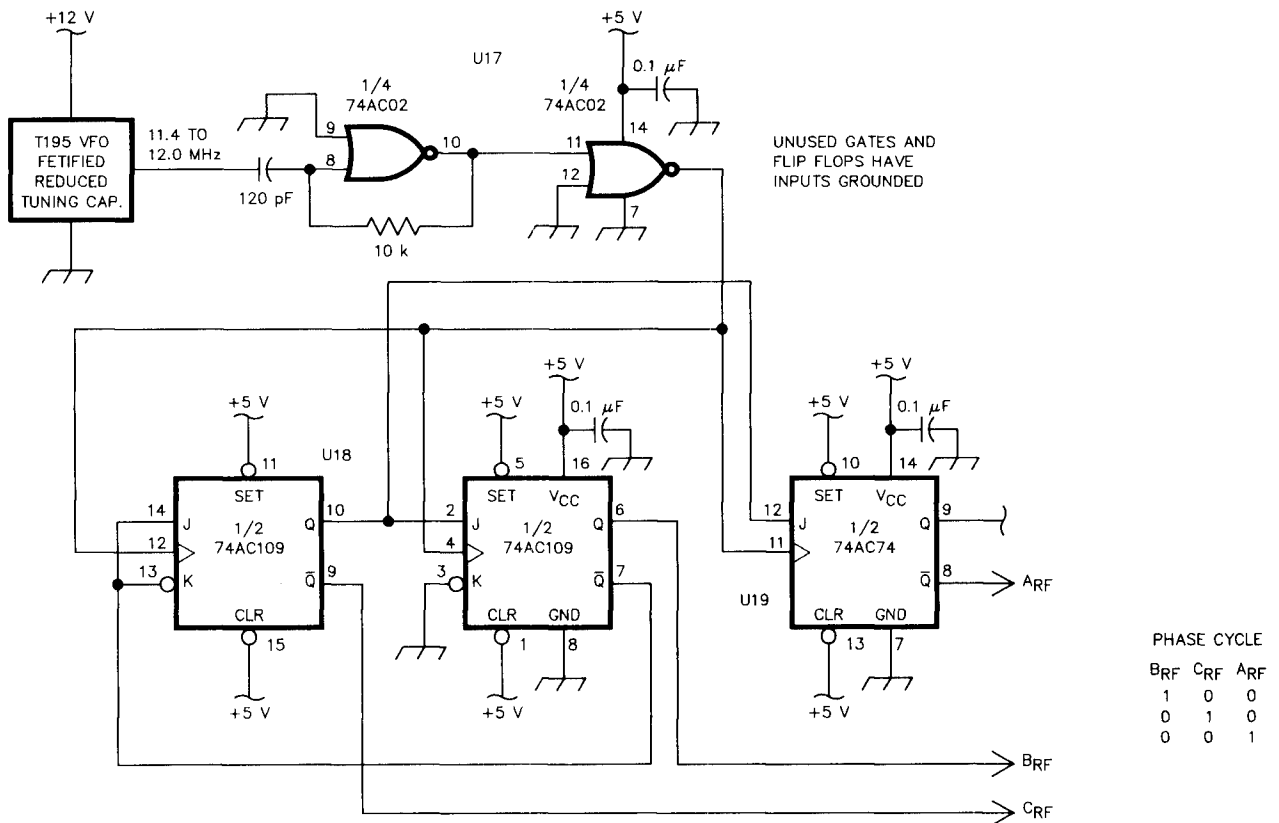 +12 V
+5 V
U17
0.1 µF
1/4
74AC02
1/4
74AC02
14
9
T195 VFO
FETIFIED
REDUCED
TUNING CAP.
11.4 TO
12.0 MHz
8
10
11
12
7
120 pF
10 k
UNUSED GATES AND
FLIP FLOPS HAVE
INPUTS GROUNDED
+5 V
+5 V
+5 V
0.1 µF
+5 V
+5 V
0.1 µF
11
U18
5
16
10
14
SET
SET
VCC
SET
VCC
14
J
1/2
74AC109
Q
10
2
J
1/2
74AC109
Q
6
12
J
1/2
74AC74
Q
9
12
4
11
13
K
Q̅
9
3
K
Q̅
7
Q̅
8
ARF
U19
CLR
CLR
GND
CLR
GND
15
1
8
13
7
+5 V
+5 V
+5 V
PHASE CYCLE
BRF CRF ARF
1 0 0
0 1 0
0 0 1
BRF
CRF